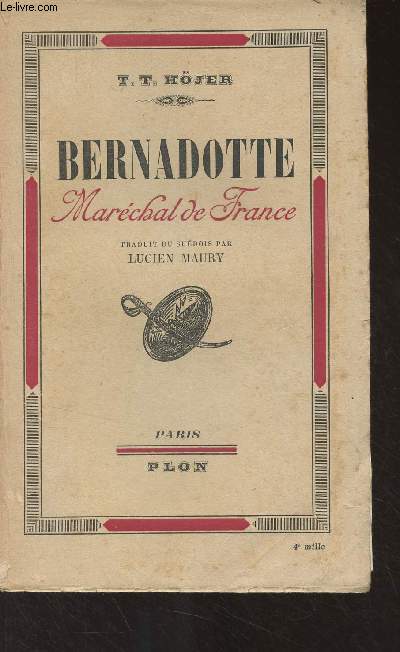 © Le-livre.com
T. T. HÖJER
BERNADOTTE
Maréchal de France
TRADUIT DU SUÉDOIS PAR
LUCIEN MAURY
PARIS
PLON
4e mille